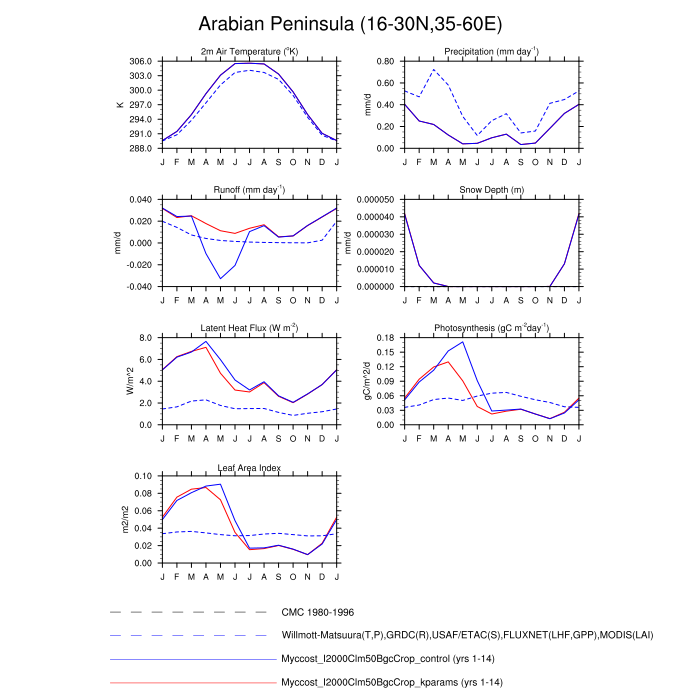 Arabian Peninsula (16-30N,35-60E)
2m Air Temperature (°K)
Precipitation (mm day⁻¹)
306.0
303.0
300.0
297.0
294.0
291.0
288.0
K
J F M A M J J A S O N D J
0.80
0.60
0.40
0.20
0.00
mm/d
J F M A M J J A S O N D J
Runoff (mm day⁻¹)
Snow Depth (m)
0.040
0.020
0.000
-0.020
-0.040
mm/d
J F M A M J J A S O N D J
0.000050
0.000040
0.000030
0.000020
0.000010
0.000000
mm/d
J F M A M J J A S O N D J
Latent Heat Flux (W m⁻²)
Photosynthesis (gC m⁻²day⁻¹)
8.0
6.0
4.0
2.0
0.0
W/m^2
J F M A M J J A S O N D J
0.18
0.15
0.12
0.09
0.06
0.03
0.00
gC/m^2/d
J F M A M J J A S O N D J
Leaf Area Index
0.10
0.08
0.06
0.04
0.02
0.00
m2/m2
J F M A M J J A S O N D J
CMC 1980-1996
Willmott-Matsuura(T,P),GRDC(R),USAF/ETAC(S),FLUXNET(LHF,GPP),MODIS(LAI)
Myccost_I2000Clm50BgcCrop_control (yrs 1-14)
Myccost_I2000Clm50BgcCrop_kparams (yrs 1-14)